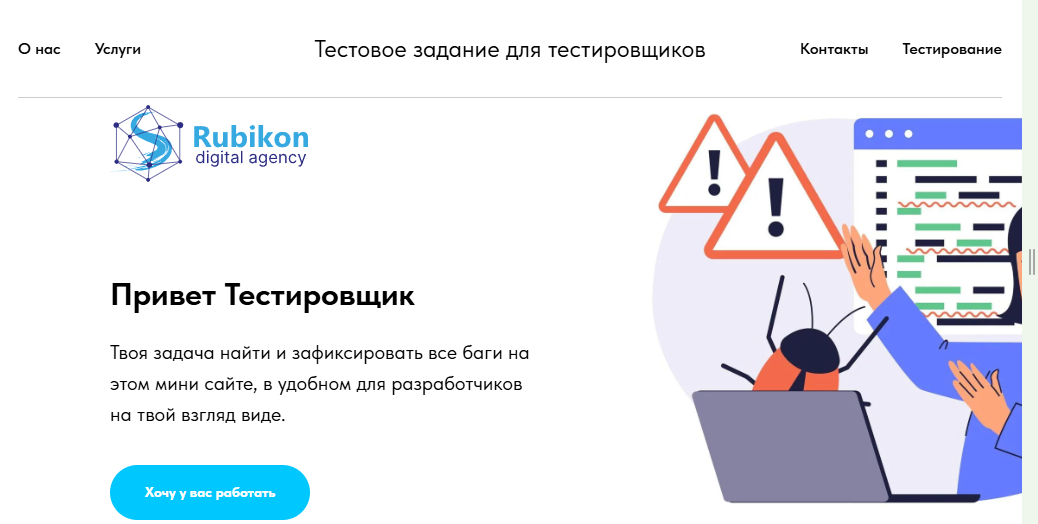 О нас
Услуги
Тестовое задание для тестировщиков
Контакты
Тестирование
Rubikon
digital agency
Привет Тестировщик
Твоя задача найти и зафиксировать все баги на
этом мини сайте, в удобном для разработчиков
на твой взгляд виде.
Хочу у вас работать